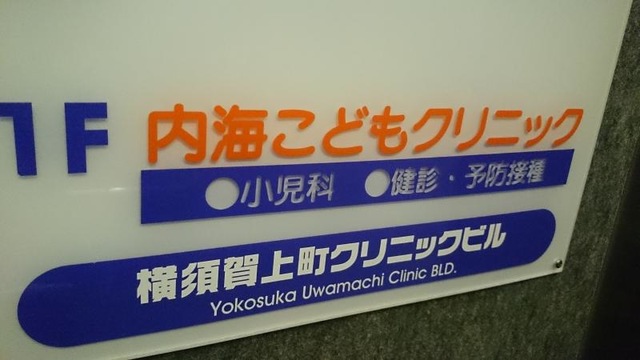 1F 内海こどもクリニック
●小児科 ●健診・予防接種
横須賀上町クリニックビル
Yokosuka Uwamachi Clinic BLD.